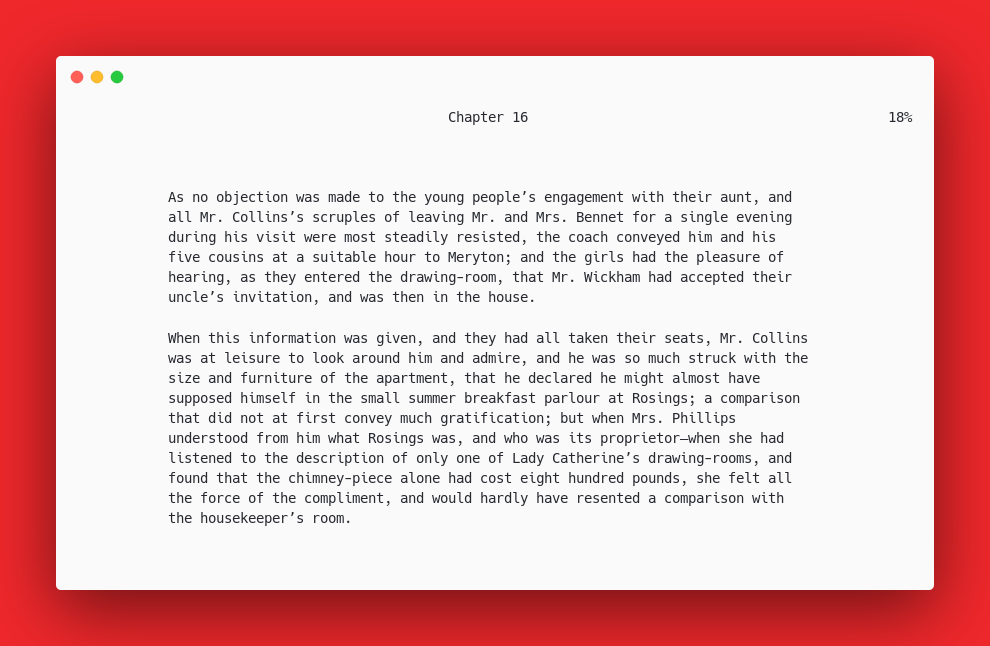 Chapter 16
18%
As no objection was made to the young people’s engagement with their aunt, and
all Mr. Collins’s scruples of leaving Mr. and Mrs. Bennet for a single evening
during his visit were most steadily resisted, the coach conveyed him and his
five cousins at a suitable hour to Meryton; and the girls had the pleasure of
hearing, as they entered the drawing-room, that Mr. Wickham had accepted their
uncle’s invitation, and was then in the house.
When this information was given, and they had all taken their seats, Mr. Collins
was at leisure to look around him and admire, and he was so much struck with the
size and furniture of the apartment, that he declared he might almost have
supposed himself in the small summer breakfast parlour at Rosings; a comparison
that did not at first convey much gratification; but when Mrs. Phillips
understood from him what Rosings was, and who was its proprietor—when she had
listened to the description of only one of Lady Catherine’s drawing-rooms, and
found that the chimney-piece alone had cost eight hundred pounds, she felt all
the force of the compliment, and would hardly have resented a comparison with
the housekeeper’s room.